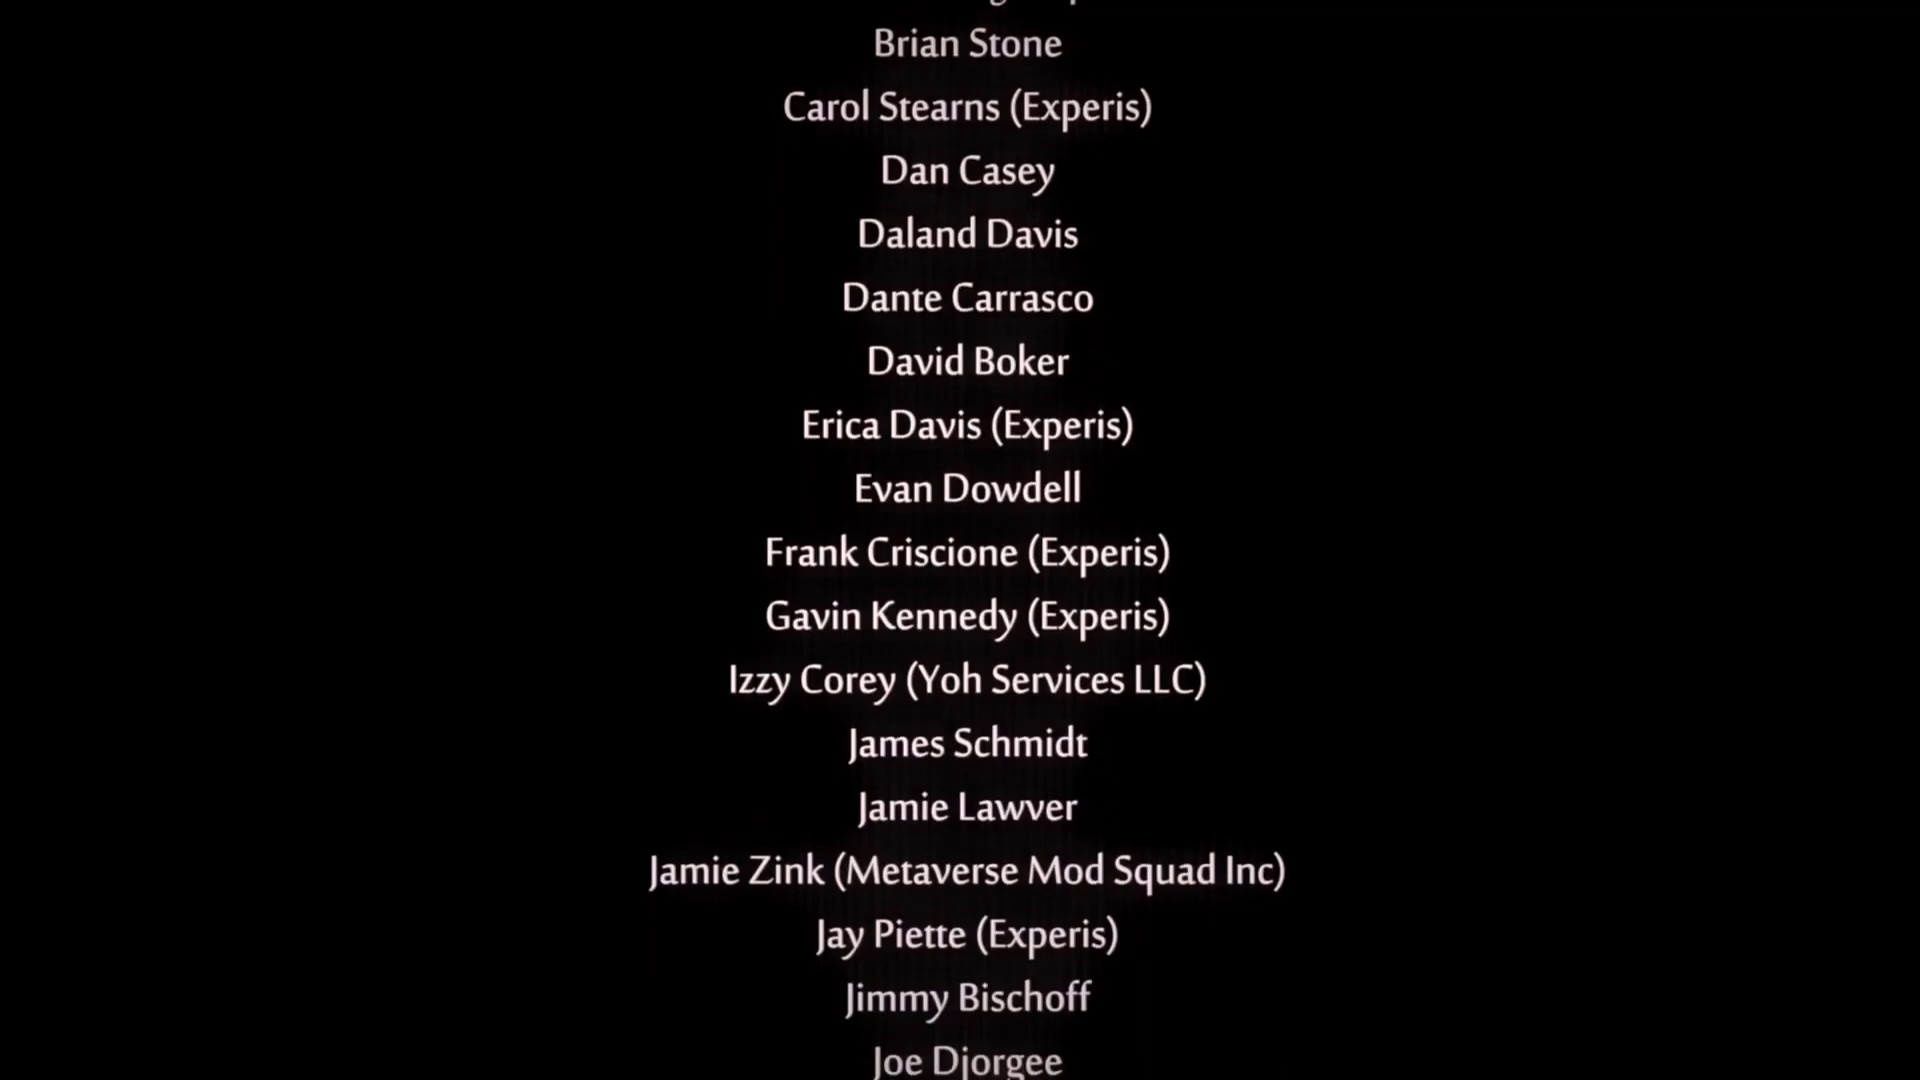 Brian Stone
Carol Stearns (Experis)
Dan Casey
Daland Davis
Dante Carrasco
David Boker
Erica Davis (Experis)
Evan Dowdell
Frank Criscione (Experis)
Gavin Kennedy (Experis)
Izzy Corey (Yoh Services LLC)
James Schmidt
Jamie Lawver
Jamie Zink (Metaverse Mod Squad Inc)
Jay Piette (Experis)
Jimmy Bischoff
Joe Djorgee